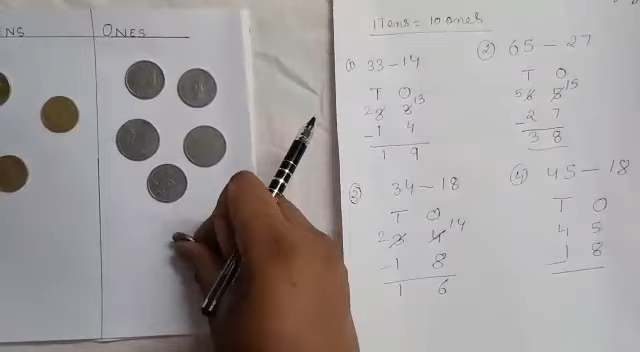 ENS ONES
1 Tens = 10 ones
① 33 - 14
T O
2 3 3 13
- 1 4
1 9
② 65 - 27
T O
5 6 5 15
- 2 7
3 8
③ 34 - 18
T O
2 3 4 14
- 1 8
1 6
④ 45 - 18
T O
4 5
- 1 8